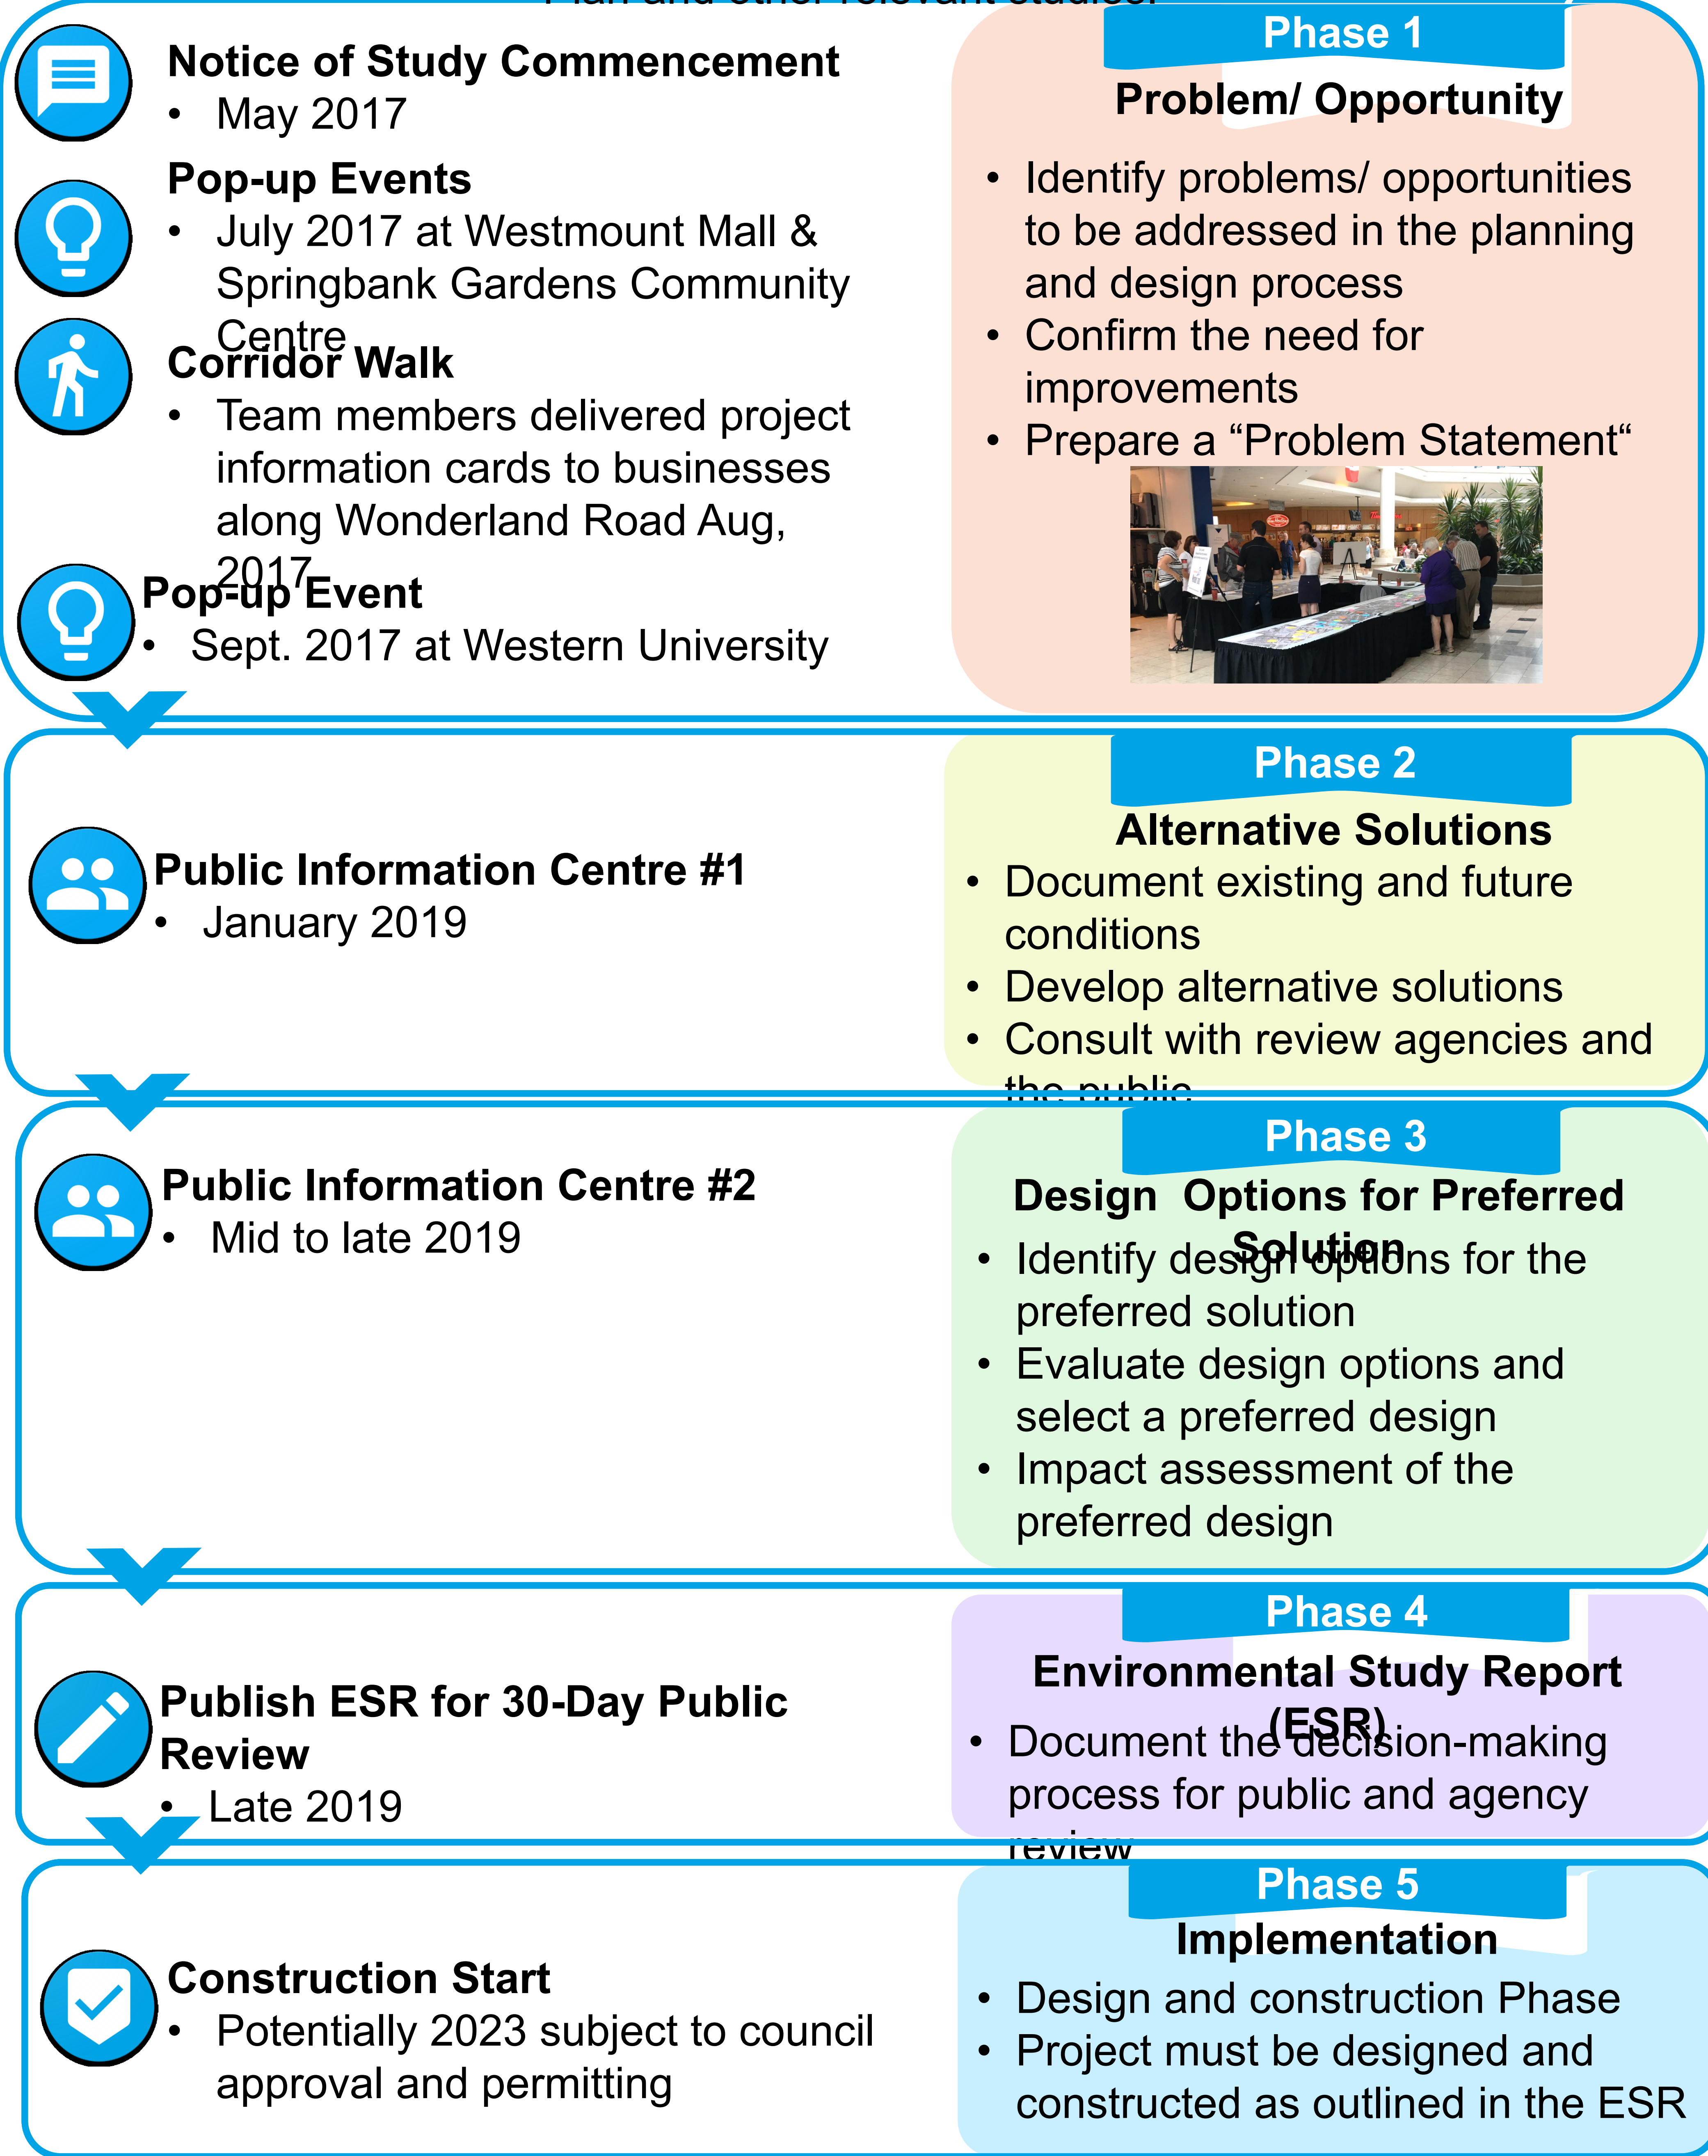 Plan and other relevant studies.
Notice of Study Commencement
• May 2017
Pop-up Events
• July 2017 at Westmount Mall &
Springbank Gardens Community
Centre
Corridor Walk
• Team members delivered project
information cards to businesses
along Wonderland Road Aug,
2017
Pop-up Event
• Sept. 2017 at Western University
Phase 1
Problem/ Opportunity
• Identify problems/ opportunities
to be addressed in the planning
and design process
• Confirm the need for
improvements
• Prepare a “Problem Statement“
Public Information Centre #1
• January 2019
Phase 2
Alternative Solutions
• Document existing and future
conditions
• Develop alternative solutions
• Consult with review agencies and
the public
Public Information Centre #2
• Mid to late 2019
Phase 3
Design  Options for Preferred
Solution
• Identify design options for the
preferred solution
• Evaluate design options and
select a preferred design
• Impact assessment of the
preferred design
Publish ESR for 30-Day Public
Review
• Late 2019
Phase 4
Environmental Study Report
(ESR)
• Document the decision-making
process for public and agency
review
Construction Start
• Potentially 2023 subject to council
approval and permitting
Phase 5
Implementation
• Design and construction Phase
• Project must be designed and
constructed as outlined in the ESR